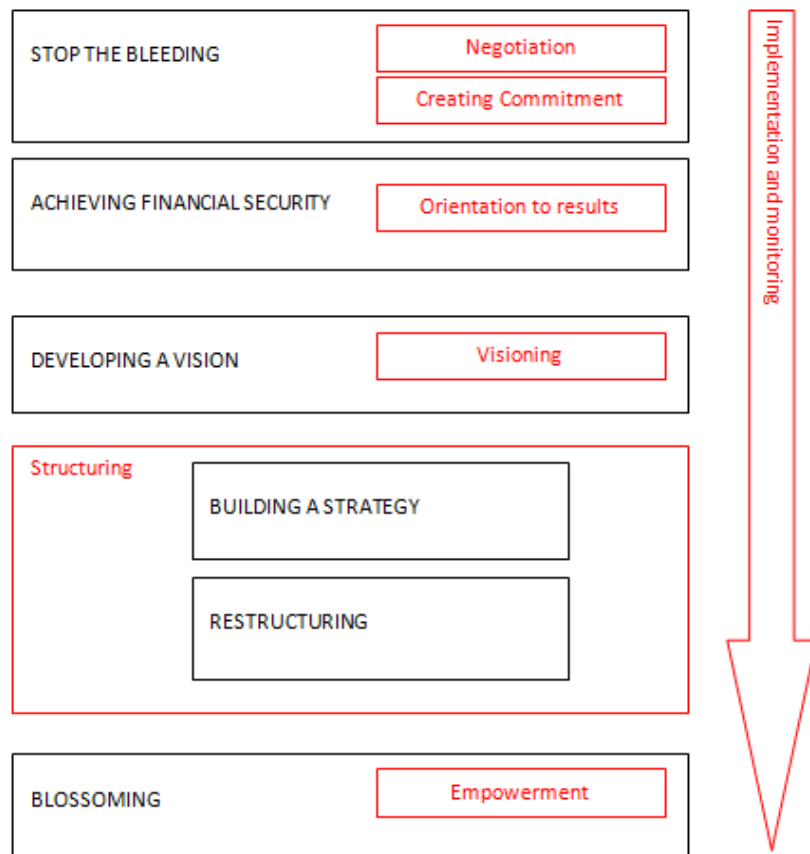 STOP THE BLEEDING
Negotiation
Creating Commitment
ACHIEVING FINANCIAL SECURITY
Orientation to results
DEVELOPING A VISION
Visioning
Structuring
BUILDING A STRATEGY
RESTRUCTURING
BLOSSOMING
Empowerment
Implementation and monitoring